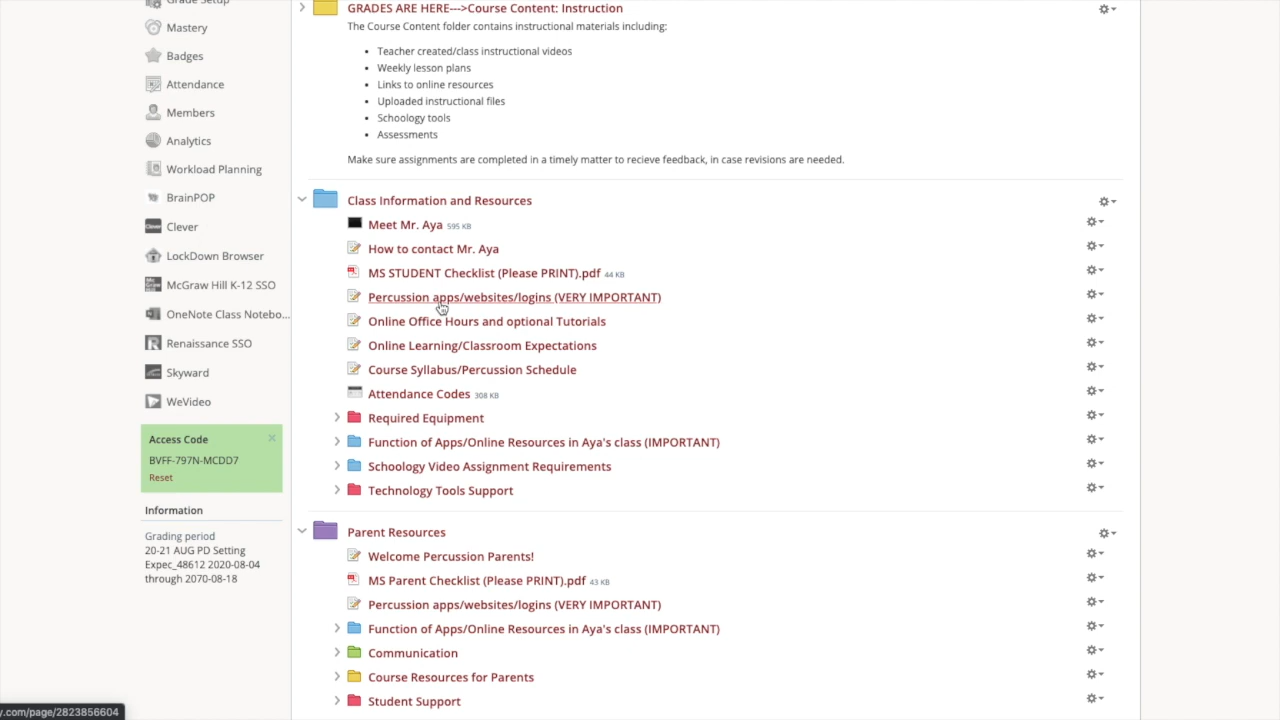 Grade Setup
Mastery
Badges
Attendance
Members
Analytics
Workload Planning
BrainPOP
Clever
LockDown Browser
McGraw Hill K-12 SSO
OneNote Class Notebo...
Renaissance SSO
Skyward
WeVideo
Access Code
BVFF-797N-MCDD7
Reset
Information
Grading period
20-21 AUG PD Setting
Expec_48612 2020-08-04
through 2070-08-18
GRADES ARE HERE--->Course Content: Instruction
The Course Content folder contains instructional materials including:
Teacher created/class instructional videos
Weekly lesson plans
Links to online resources
Uploaded instructional files
Schoology tools
Assessments
Make sure assignments are completed in a timely matter to recieve feedback, in case revisions are needed.
Class Information and Resources
Meet Mr. Aya 595 KB
How to contact Mr. Aya
MS STUDENT Checklist (Please PRINT).pdf 44 KB
Percussion apps/websites/logins (VERY IMPORTANT)
Online Office Hours and optional Tutorials
Online Learning/Classroom Expectations
Course Syllabus/Percussion Schedule
Attendance Codes 308 KB
Required Equipment
Function of Apps/Online Resources in Aya's class (IMPORTANT)
Schoology Video Assignment Requirements
Technology Tools Support
Parent Resources
Welcome Percussion Parents!
MS Parent Checklist (Please PRINT).pdf 43 KB
Percussion apps/websites/logins (VERY IMPORTANT)
Function of Apps/Online Resources in Aya's class (IMPORTANT)
Communication
Course Resources for Parents
Student Support
y.com/page/2823856604